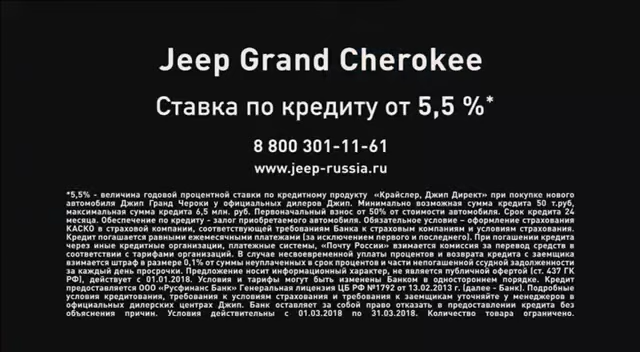 Jeep Grand Cherokee
Ставка по кредиту от 5,5 %*
8 800 301-11-61
www.jeep-russia.ru
*5,5% - величина годовой процентной ставки по кредитному продукту «Крайслер, Джип Директ» при покупке нового
автомобиля Джип Гранд Чероки у официальных дилеров Джип. Минимально возможная сумма кредита 50 т.руб,
максимальная сумма кредита 6,5 млн. руб. Первоначальный взнос от 50% от стоимости автомобиля. Срок кредита 24
месяца. Обеспечение по кредиту - залог приобретаемого автомобиля. Обязательное условие – оформление страхования
КАСКО в страховой компании, соответствующей требованиям Банка к страховым компаниям и условиям страхования.
Кредит погашается равными ежемесячными платежами (за исключением первого и последнего). При погашении кредита
через иные кредитные организации, платежные системы, «Почту России» взимается комиссия за перевод средств в
соответствии с тарифами организаций. В случае несвоевременной уплаты процентов и возврата кредита с заемщика
взимается штраф в размере 0,1% от суммы неуплаченных в срок процентов и части непогашенной ссудной задолженности
за каждый день просрочки. Предложение носит информационный характер, не является публичной офертой (ст. 437 ГК
РФ), действует с 01.01.2018. Условия и тарифы могут быть изменены Банком в одностороннем порядке. Кредит
предоставляется ООО «Русфинанс Банк» Генеральная лицензия ЦБ РФ №1792 от 13.02.2013 г. (далее - Банк). Подробные
условия кредитования, требования к условиям страхования и требования к заемщикам уточняйте у менеджеров в
официальных дилерских центрах Джип. Банк оставляет за собой право отказать в предоставлении кредита без
объяснения причин. Условия действительны с 01.03.2018 по 31.03.2018. Количество товара ограничено.